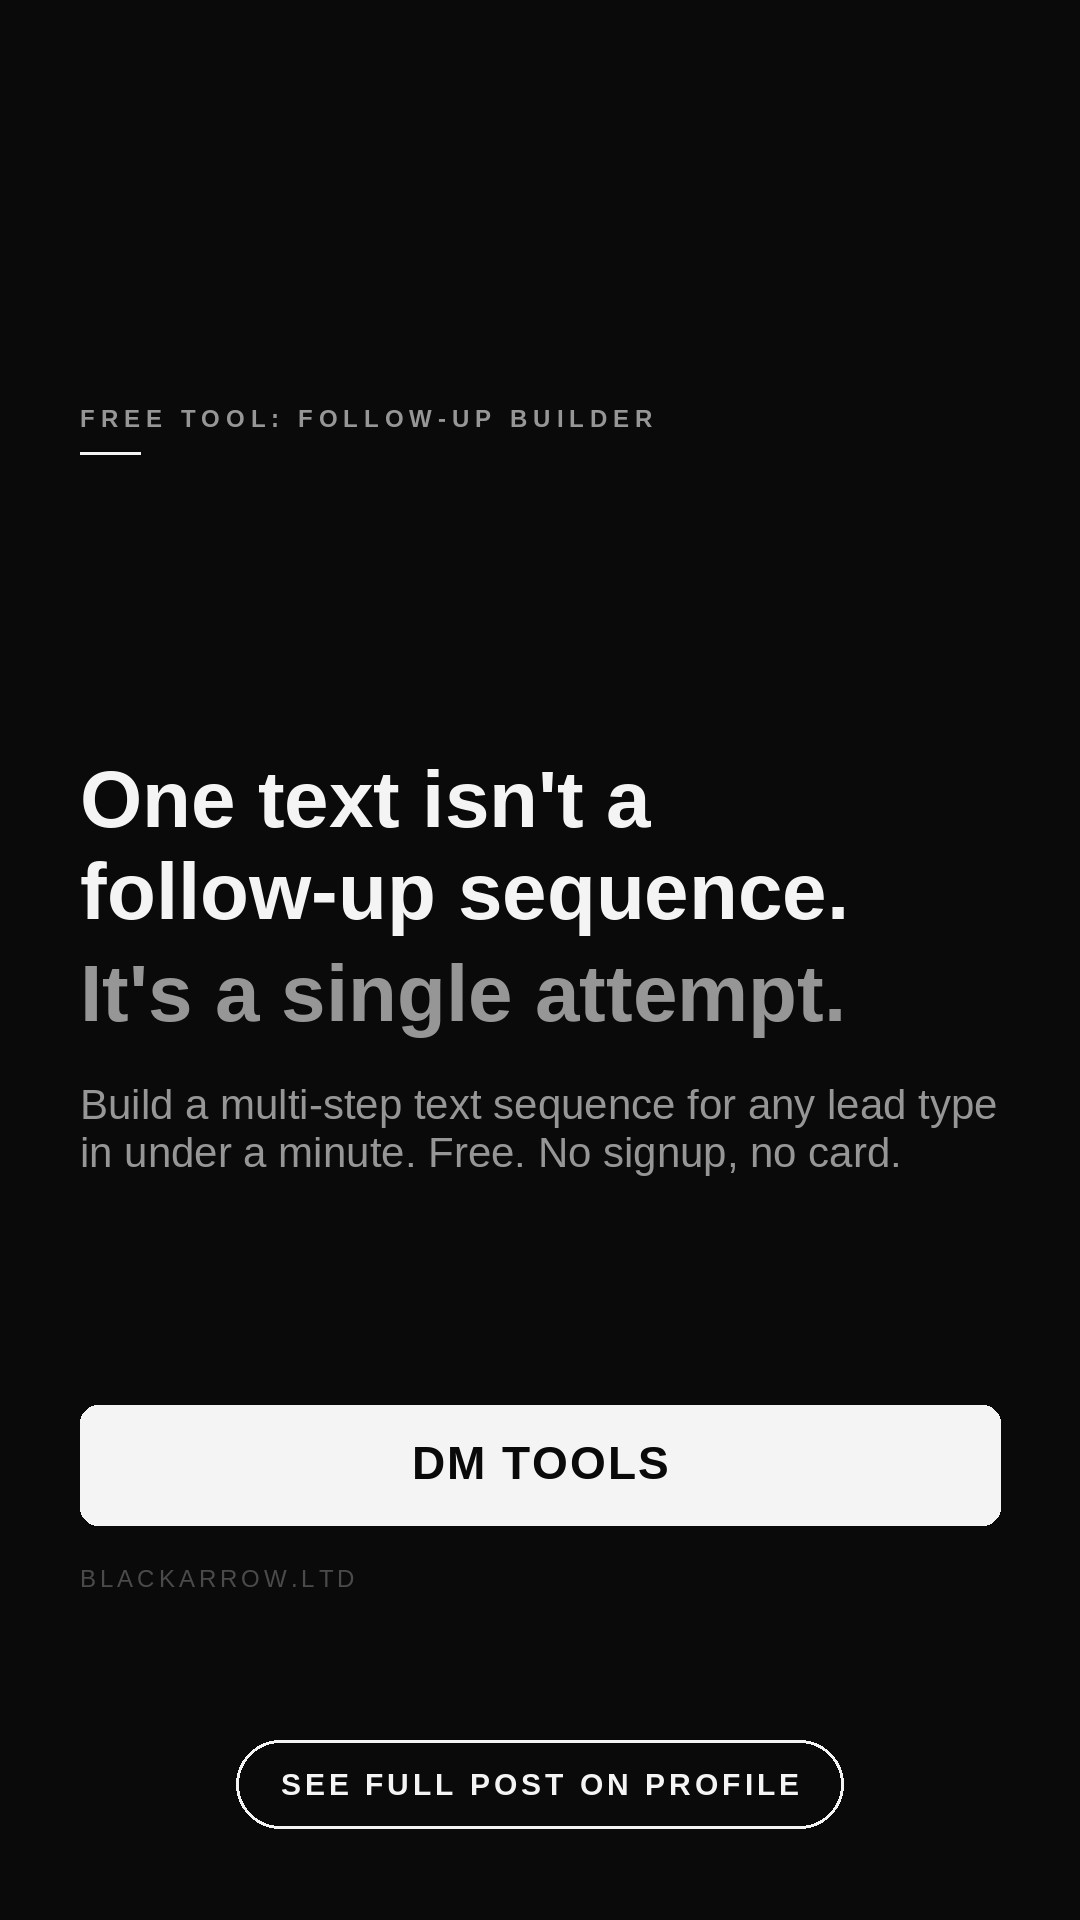 FREE TOOL: FOLLOW-UP BUILDER
One text isn't a
follow-up sequence.
It's a single attempt.
Build a multi-step text sequence for any lead type
in under a minute. Free. No signup, no card.
DM TOOLS
BLACKARROW.LTD
SEE FULL POST ON PROFILE